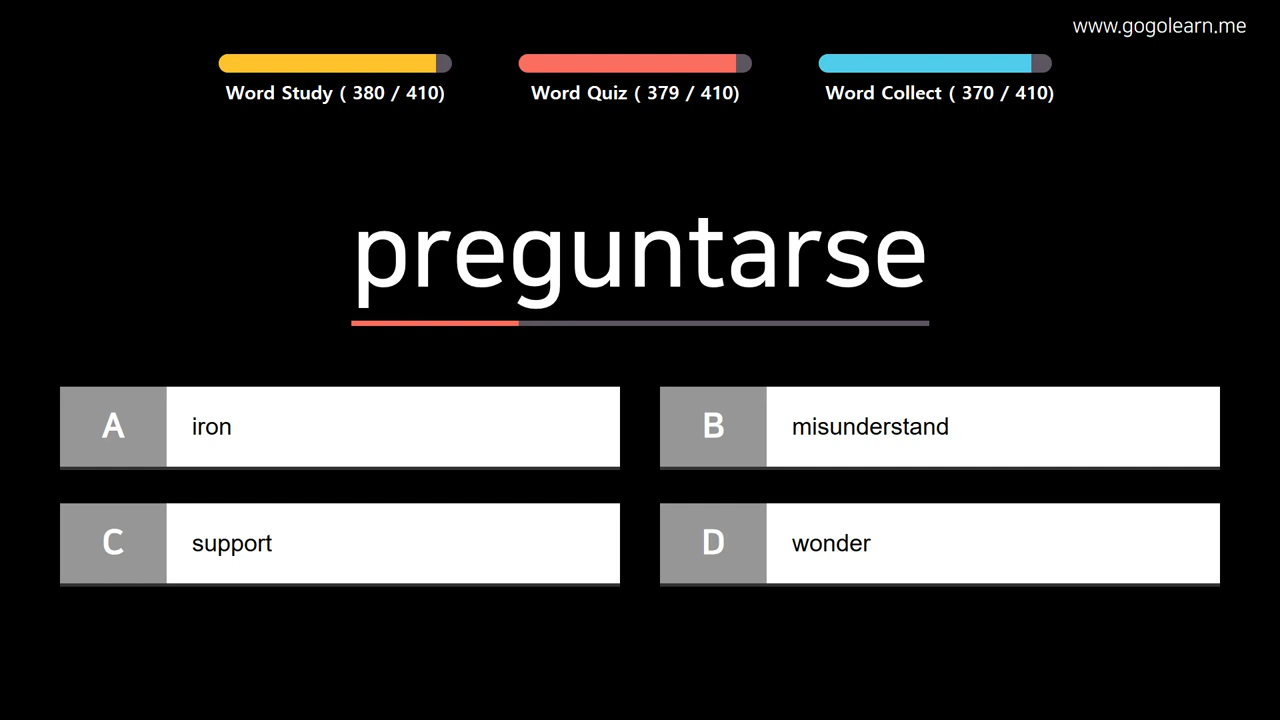 www.gogolearn.me
Word Study ( 380 / 410)
Word Quiz ( 379 / 410)
Word Collect ( 370 / 410)
preguntarse
A iron
B misunderstand
C support
D wonder